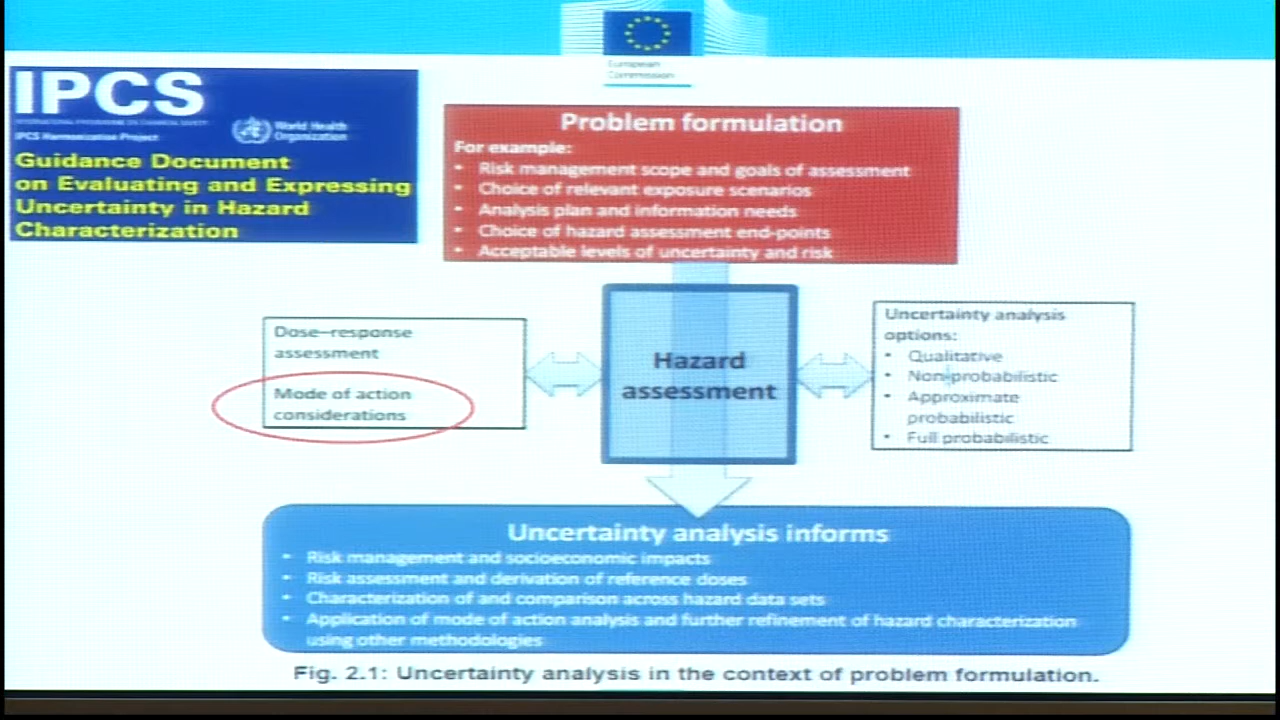 European
Commission
IPCS
INTERNATIONAL PROGRAMME ON CHEMICAL SAFETY
IPCS Harmonization Project
World Health
Organization
Guidance Document
on Evaluating and Expressing
Uncertainty in Hazard
Characterization
Problem formulation
For example:
• Risk management scope and goals of assessment
• Choice of relevant exposure scenarios
• Analysis plan and information needs
• Choice of hazard assessment end-points
• Acceptable levels of uncertainty and risk
Dose–response
assessment
Mode of action
considerations
Hazard
assessment
Uncertainty analysis
options:
• Qualitative
• Non-probabilistic
• Approximate
probabilistic
• Full probabilistic
Uncertainty analysis informs
• Risk management and socioeconomic impacts
• Risk assessment and derivation of reference doses
• Characterization of and comparison across hazard data sets
• Application of mode of action analysis and further refinement of hazard characterization
using other methodologies
Fig. 2.1: Uncertainty analysis in the context of problem formulation.